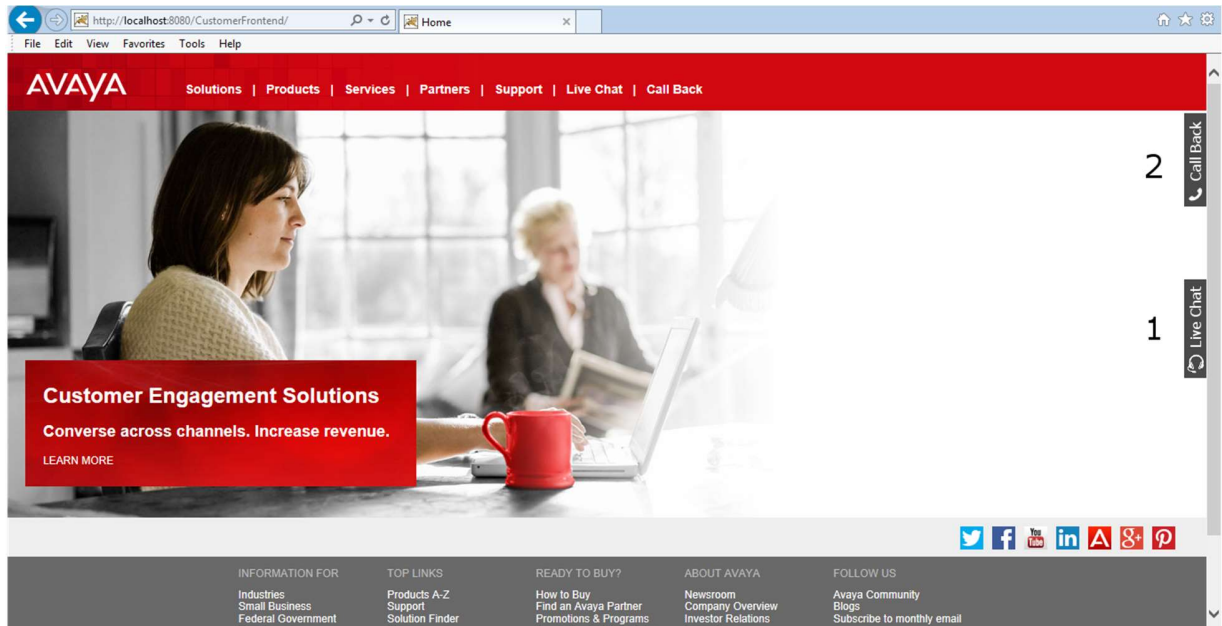 http://localhost:8080/CustomerFrontend/
Home
File Edit View Favorites Tools Help
AVAYA
Solutions | Products | Services | Partners | Support | Live Chat | Call Back
2
Call Back
1
Live Chat
Customer Engagement Solutions
Converse across channels. Increase revenue.
LEARN MORE
You
Tube
in
8+
INFORMATION FOR
Industries
Small Business
Federal Government
TOP LINKS
Products A-Z
Support
Solution Finder
READY TO BUY?
How to Buy
Find an Avaya Partner
Promotions & Programs
ABOUT AVAYA
Newsroom
Company Overview
Investor Relations
FOLLOW US
Avaya Community
Blogs
Subscribe to monthly email